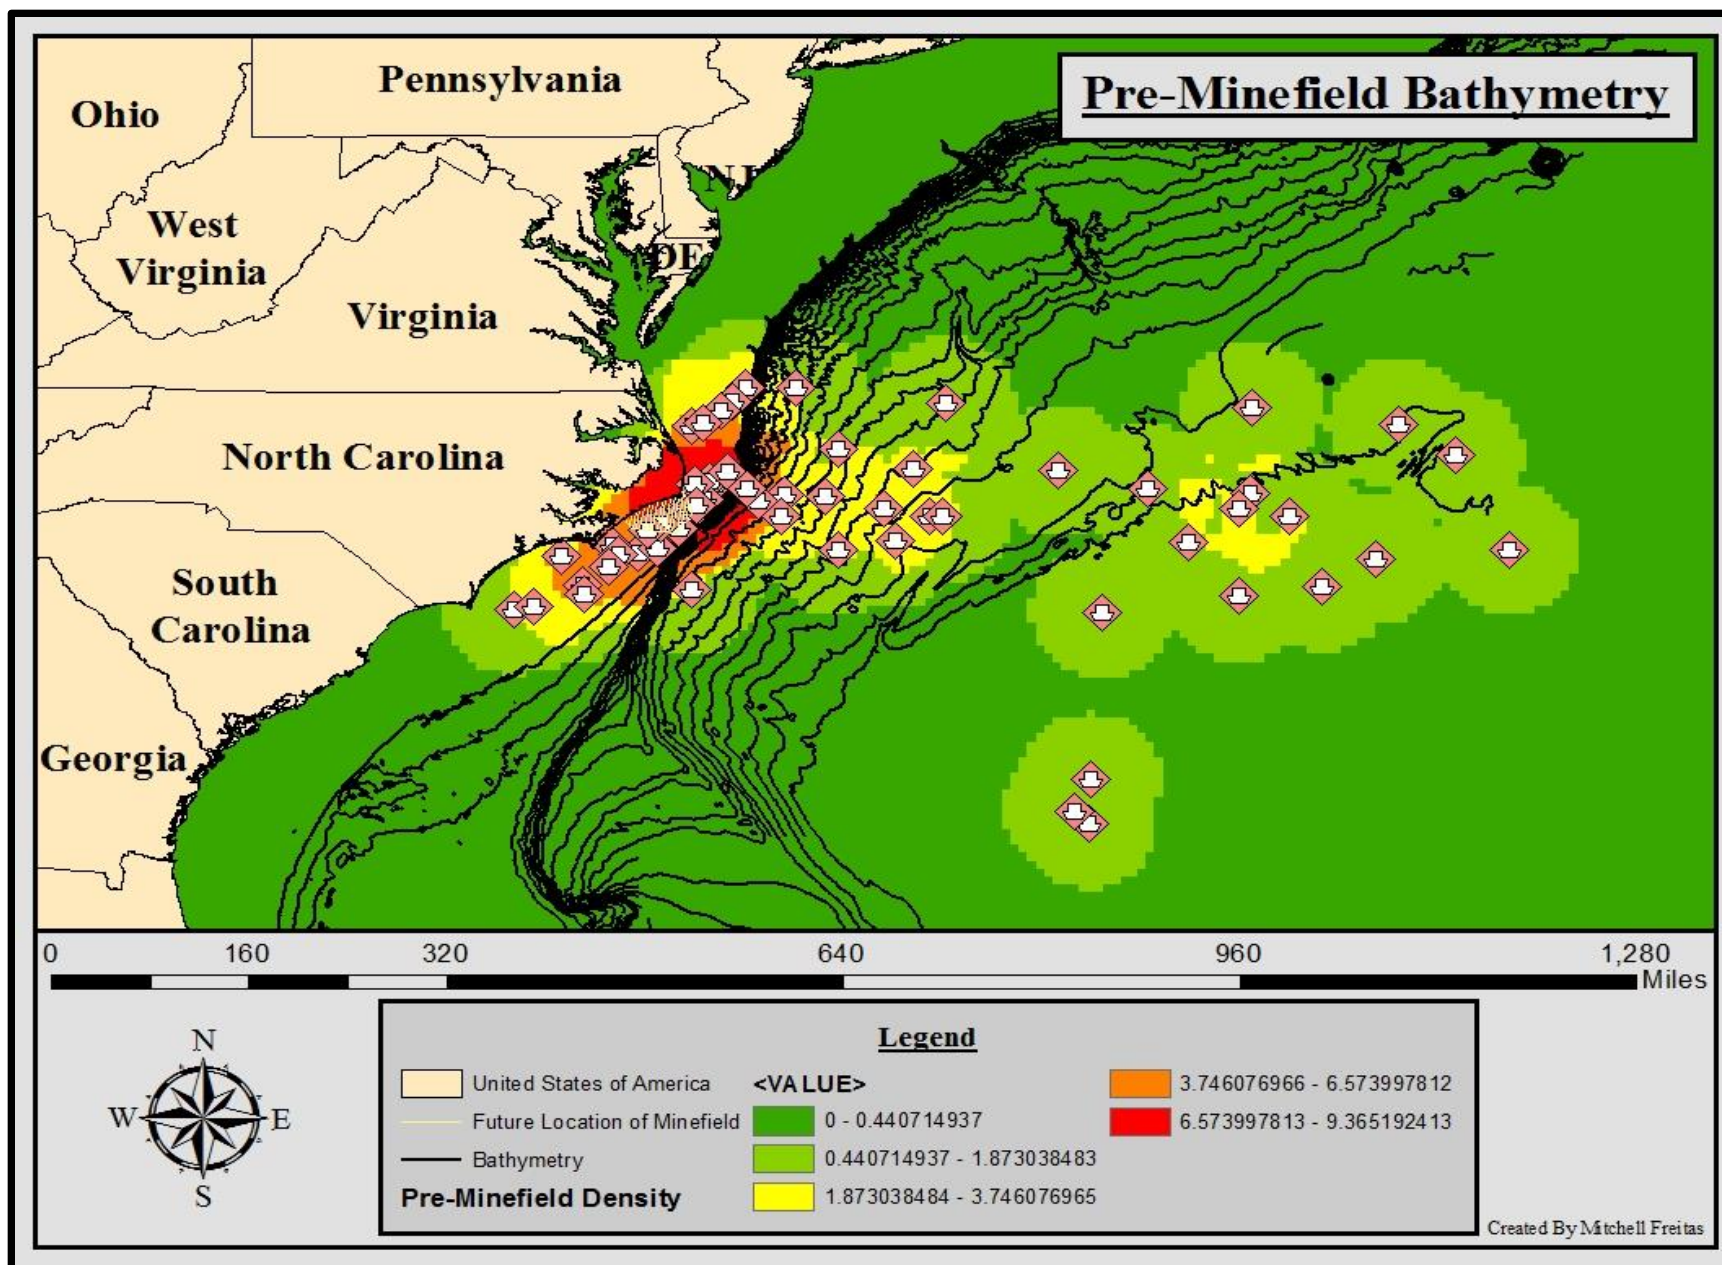 Pre-Minefield Bathymetry
Pennsylvania
Ohio
NJ
West
Virginia
DE
Virginia
North Carolina
South
Carolina
Georgia
0 160 320 640 960 1,280
Miles
N
W E
S
Legend
United States of America
Future Location of Minefield
Bathymetry
Pre-Minefield Density
<VALUE>
0 - 0.440714937
0.440714937 - 1.873038483
1.873038484 - 3.746076965
3.746076966 - 6.573997812
6.573997813 - 9.365192413
Created By Mitchell Freitas